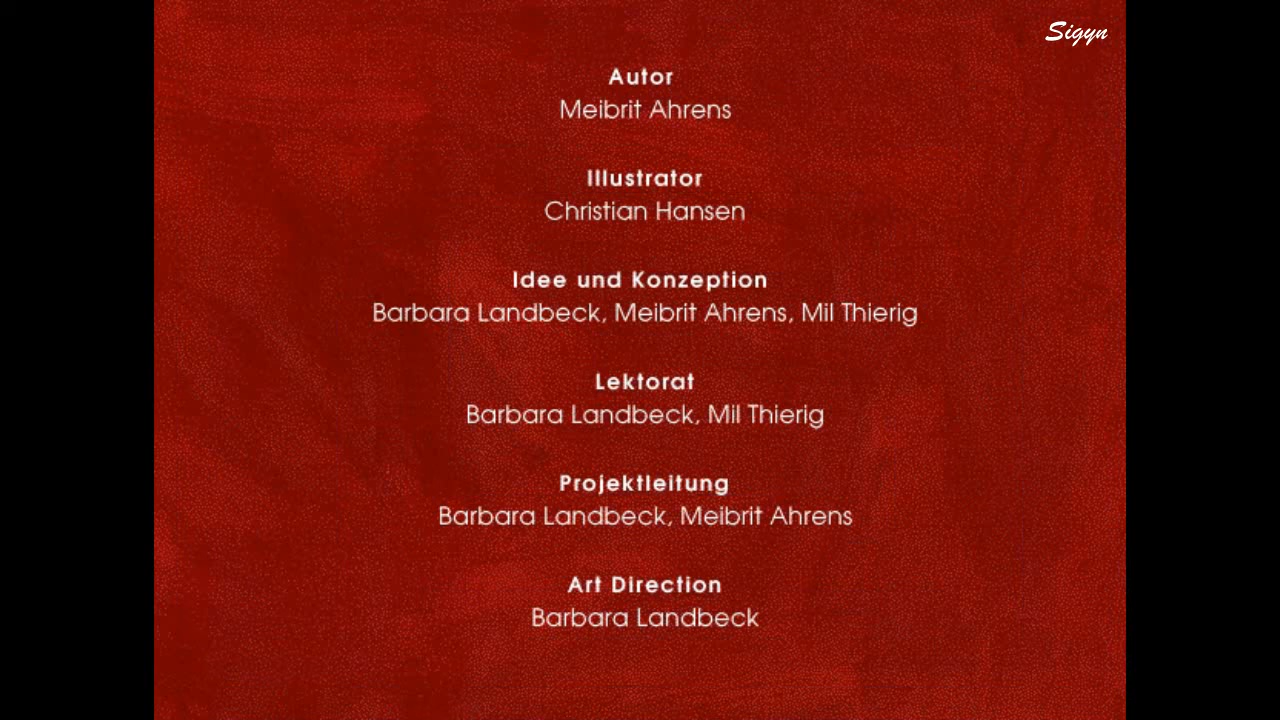 Sigyn
Autor
Meibrit Ahrens
Illustrator
Christian Hansen
Idee und Konzeption
Barbara Landbeck, Meibrit Ahrens, Mil Thierig
Lektorat
Barbara Landbeck, Mil Thierig
Projektleitung
Barbara Landbeck, Meibrit Ahrens
Art Direction
Barbara Landbeck